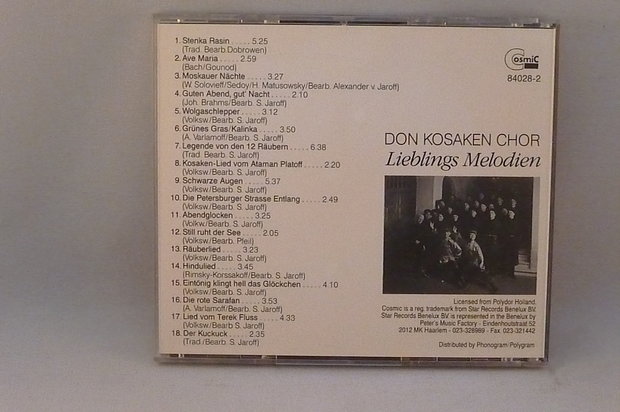 1. Stenka Rasin ..... 5.25
(Trad. Bearb.Dobrowen)
2. Ave Maria ..... 2.59
(Bach/Gounod)
3. Moskauer Nächte ..... 3.27
(W. Solovieff/Sedoy/H. Matusowsky/Bearb. Alexander v. Jaroff)
4. Guten Abend, gut' Nacht ..... 2.10
(Joh. Brahms/Bearb. S. Jaroff)
5. Wolgaschlepper ..... 3.12
(Volksw/Bearb. S. Jaroff)
6. Grünes Gras/Kalinka ..... 3.50
(A. Varlamoff/Bearb. S. Jaroff)
7. Legende von den 12 Räubern ..... 6.38
(Trad. Bearb. S. Jaroff)
8. Kosaken-Lied vom Ataman Platoff ..... 2.20
(Volksw./Bearb. S. Jaroff)
9. Schwarze Augen ..... 5.37
(Volksw/Bearb. S. Jaroff)
10. Die Petersburger Strasse Entlang ..... 2.49
(Volksw/Bearb. S. Jaroff)
11. Abendglocken ..... 3.25
(Volkw./Bearb. S. Jaroff)
12. Still ruht der See ..... 2.05
(Volksw./Bearb. Pfeil)
13. Räuberlied ..... 3.23
(Volksw/Bearb. S. Jaroff)
14. Hindulied ..... 3.45
(Rimsky-Korssakoff/Bearb. S. Jaroff)
15. Eintönig klingt hell das Glöckchen ..... 4.10
(Volksw/Bearb. S. Jaroff)
16. Die rote Sarafan ..... 3.53
(A. Varlamoff/Bearb. S. Jaroff)
17. Lied vom Terek Fluss ..... 4.33
(Volksw/Bearb. S. Jaroff)
18. Der Kuckuck ..... 2.35
(Trad./Bearb. S. Jaroff)
Cosmic
84028-2
DON KOSAKEN CHOR
Lieblings Melodien
Licensed from Polydor Holland.
Cosmic is a reg. trademark from Star Records Benelux BV.
Star Records Benelux BV. is represented in the Benelux by
Peter's Music Factory - Eindenhoutstraat 52
2012 MK Haarlem - 023-328989 - Fax 023-321442
Distributed by Phonogram/Polygram